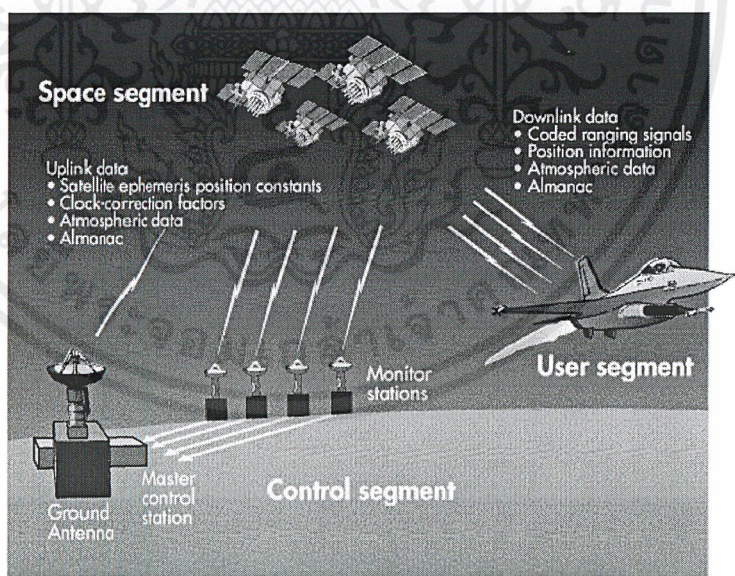 Space segment
Downlink data
• Coded ranging signals
• Position information
• Atmospheric data
• Almanac
Uplink data
• Satellite ephemeris position constants
• Clock-correction factors
• Atmospheric data
• Almanac
User segment
Monitor
stations
Master
control
station
Control segment
Ground
Antenna